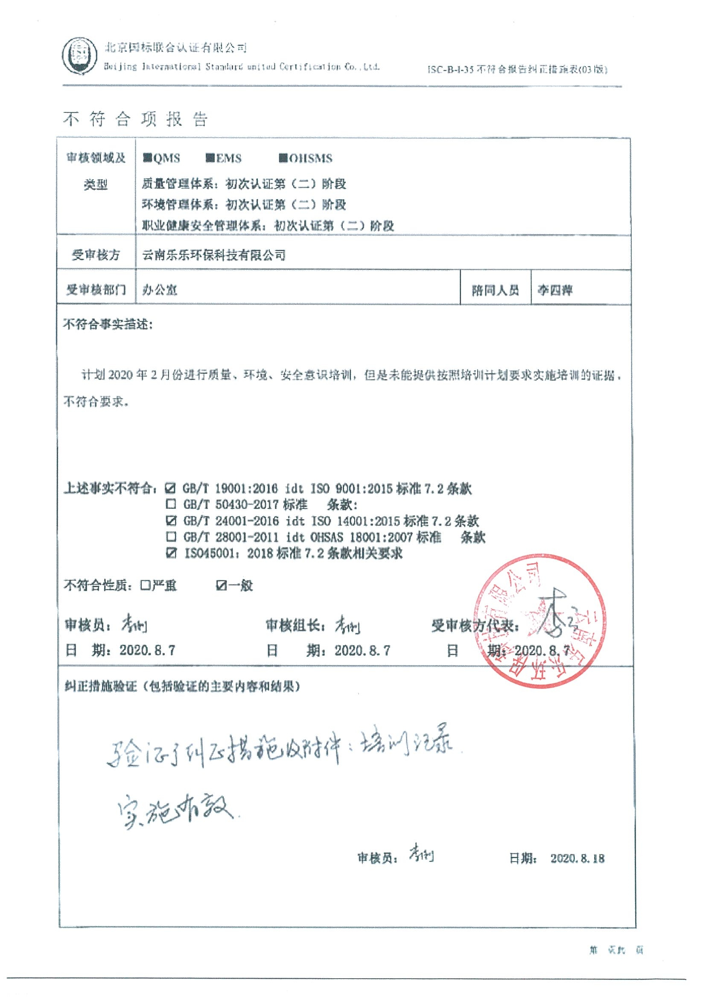 北京国标联合认证有限公司
Beijing International Standard united Certification Co.,Ltd.
ISC-B-I-35 不符合报告纠正措施表(03版)
不符合项报告
审核领域及类型
■QMS ■EMS ■OHSMS
质量管理体系：初次认证第（二）阶段
环境管理体系：初次认证第（二）阶段
职业健康安全管理体系：初次认证第（二）阶段
受审核方 云南乐乐环保科技有限公司
受审核部门 办公室 陪同人员 李四萍
不符合事实描述：
计划 2020 年 2 月份进行质量、环境、安全意识培训，但是未能提供按照培训计划要求实施培训的证据，
不符合要求。
上述事实不符合：☑ GB/T 19001:2016 idt ISO 9001:2015 标准 7.2 条款
☐ GB/T 50430-2017 标准 条款：
☑ GB/T 24001-2016 idt ISO 14001:2015 标准 7.2 条款
☐ GB/T 28001-2011 idt OHSAS 18001:2007 标准 条款
☑ ISO45001：2018 标准 7.2 条款相关要求
不符合性质：☐严重 ☑一般
审核员： 审核组长： 受审核方代表：
日 期：2020.8.7 日 期：2020.8.7 日 期：2020.8.7
云南乐乐环保科技有限公司
纠正措施验证（包括验证的主要内容和结果）
验证了纠正措施及附件：培训记录.
实施有效.
审核员： 日期： 2020.8.18
第 页共 页